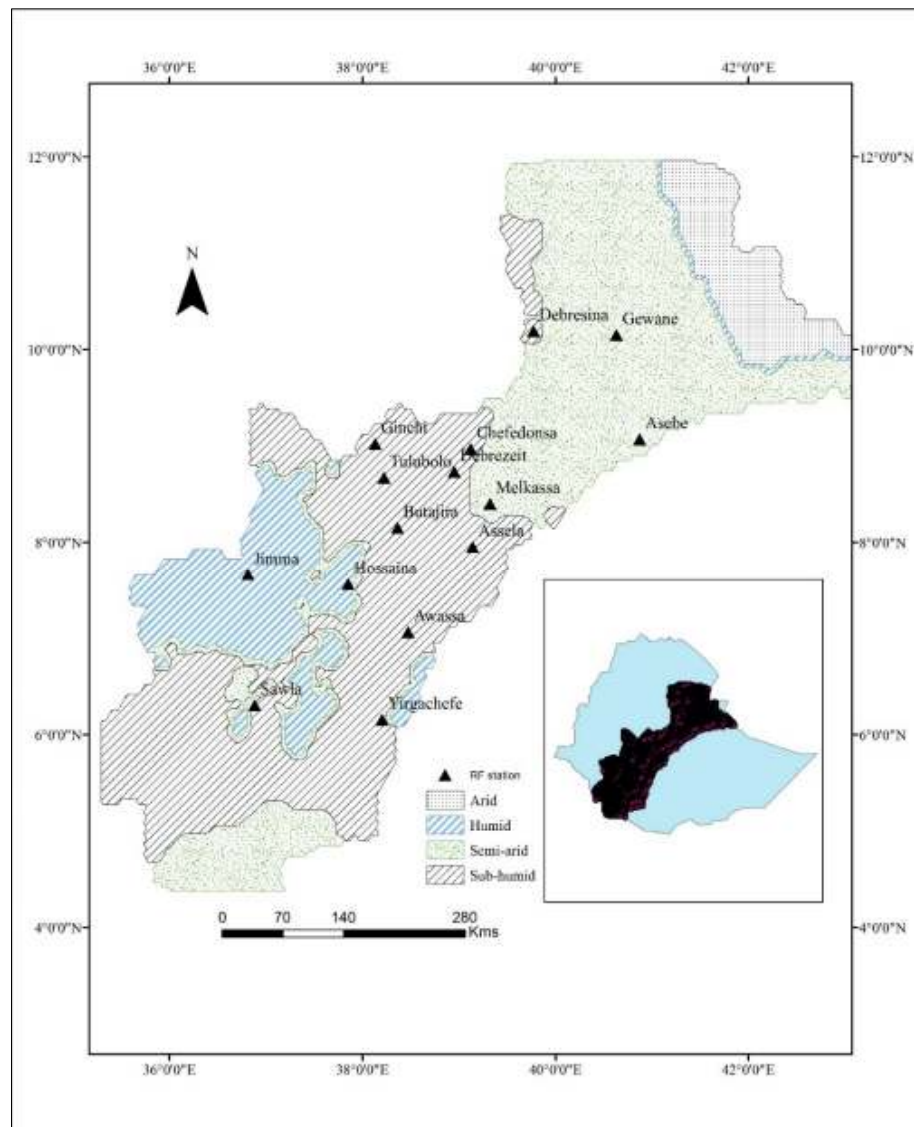 36°0'0"E 38°0'0"E 40°0'0"E 42°0'0"E
12°0'0"N 12°0'0"N
N
Debresina Gewane
10°0'0"N 10°0'0"N
Ginchi Chefedonsa Asebe
Tulubolo Debrezeit
Melkassa
Butajira
Assela
8°0'0"N 8°0'0"N
Jimma Hossaina
Awassa
Sawla
Yirgachefe
6°0'0"N 6°0'0"N
RF station
Arid
Humid
Semi-arid
Sub-humid
0 70 140 280
Kms
4°0'0"N 4°0'0"N
36°0'0"E 38°0'0"E 40°0'0"E 42°0'0"E